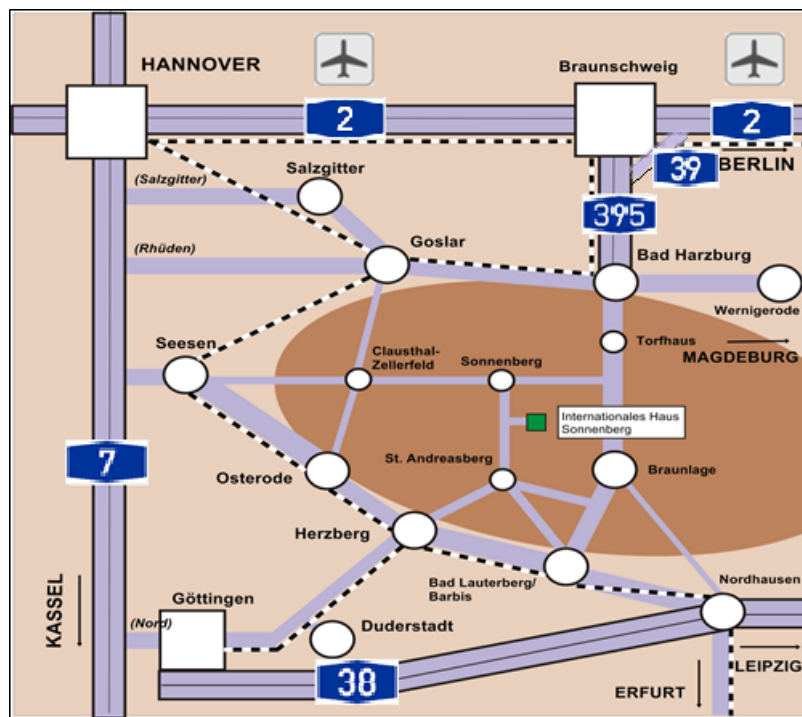 HANNOVER
Braunschweig
2
2
39
BERLIN
Salzgitter
(Salzgitter)
395
Goslar
(Rhüden)
Bad Harzburg
Wernigerode
Seesen
Torfhaus
Clausthal-
Zellerfeld
Sonnenberg
MAGDEBURG
Internationales Haus
Sonnenberg
7
Osterode
St. Andreasberg
Braunlage
Herzberg
Bad Lauterberg/
Barbis
Nordhausen
KASSEL
Göttingen
(Nord)
Duderstadt
38
ERFURT
LEIPZIG